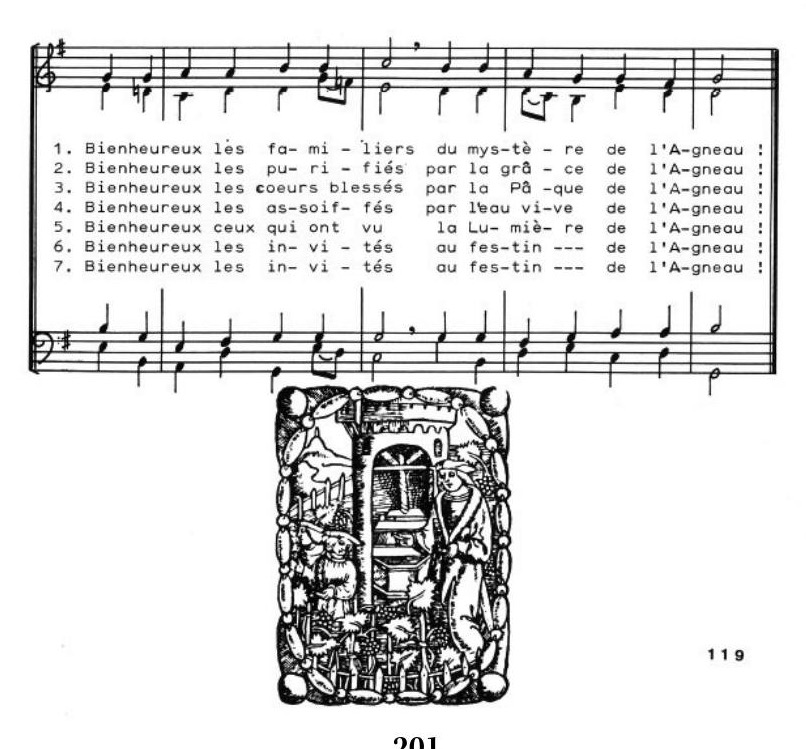 1. Bienheureux les fa- mi - liers du mys-tè - re de l'A-gneau !
2. Bienheureux les pu- ri - fiés par la grâ - ce de l'A-gneau !
3. Bienheureux les coeurs blessés par la Pâ -que de l'A-gneau !
4. Bienheureux les as-soif- fés par l'eau vi-ve de l'A-gneau !
5. Bienheureux ceux qui ont vu la Lu- miè- re de l'A-gneau !
6. Bienheureux les in- vi - tés au fes-tin --- de l'A-gneau !
7. Bienheureux les in- vi - tés au fes-tin --- de l'A-gneau !
119
201